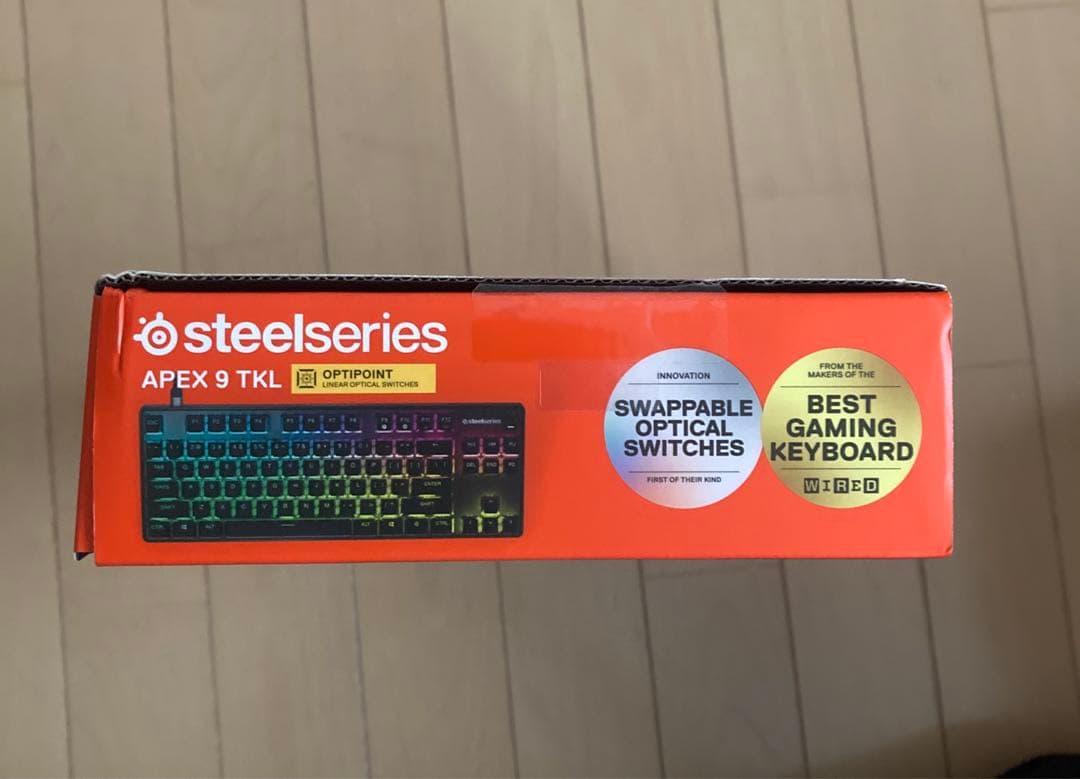 steelseries
APEX 9 TKL
OPTIPOINT
LINEAR OPTICAL SWITCHES
steelseries
INNOVATION
SWAPPABLE
OPTICAL
SWITCHES
FIRST OF THEIR KIND
FROM THE
MAKERS OF THE
BEST
GAMING
KEYBOARD
WIRED